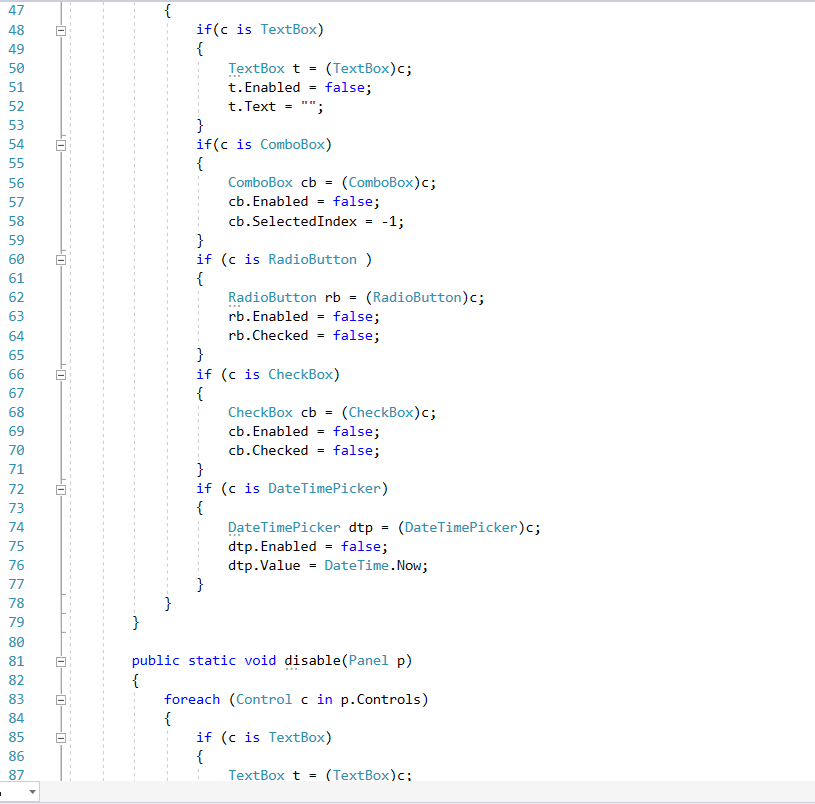 47 {
48 if(c is TextBox)
49 {
50 TextBox t = (TextBox)c;
51 t.Enabled = false;
52 t.Text = "";
53 }
54 if(c is ComboBox)
55 {
56 ComboBox cb = (ComboBox)c;
57 cb.Enabled = false;
58 cb.SelectedIndex = -1;
59 }
60 if (c is RadioButton )
61 {
62 RadioButton rb = (RadioButton)c;
63 rb.Enabled = false;
64 rb.Checked = false;
65 }
66 if (c is CheckBox)
67 {
68 CheckBox cb = (CheckBox)c;
69 cb.Enabled = false;
70 cb.Checked = false;
71 }
72 if (c is DateTimePicker)
73 {
74 DateTimePicker dtp = (DateTimePicker)c;
75 dtp.Enabled = false;
76 dtp.Value = DateTime.Now;
77 }
78 }
79 }
80
81 public static void disable(Panel p)
82 {
83 foreach (Control c in p.Controls)
84 {
85 if (c is TextBox)
86 {
87 TextBox t = (TextBox)c;